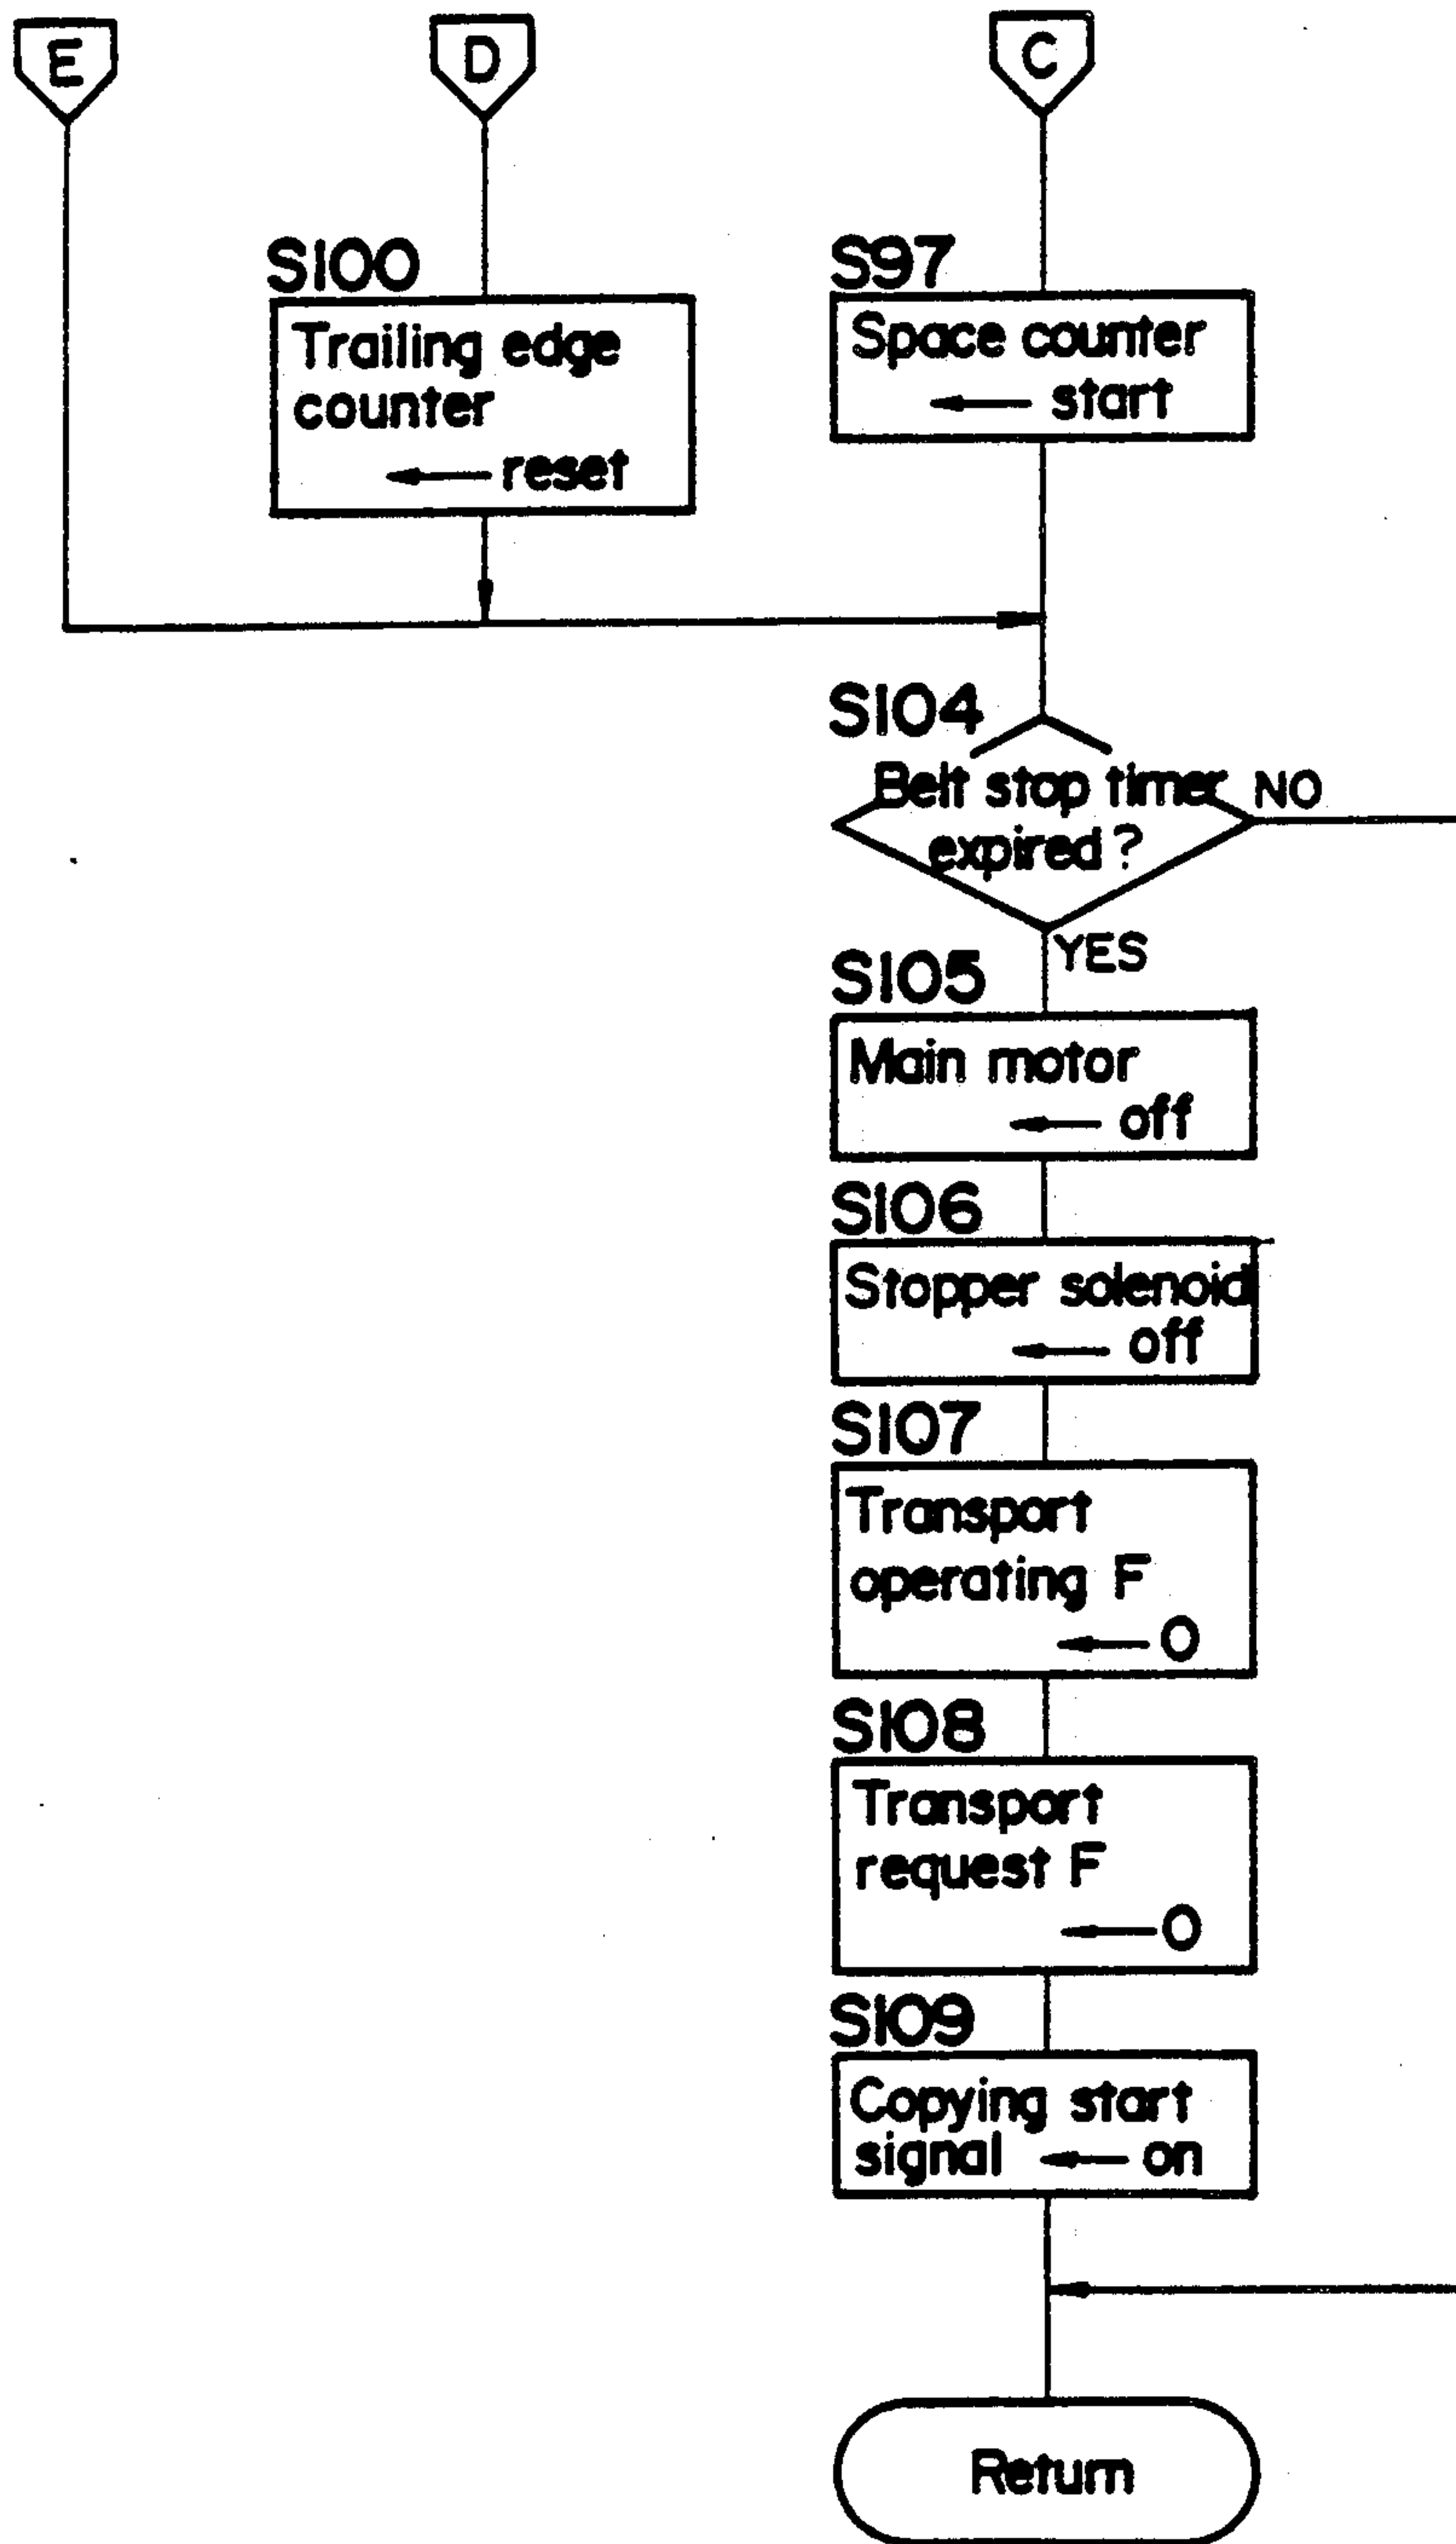 E
D
C
S100
Trailing edge
counter
← reset
S97
Space counter
← start
S104
Belt stop timer
expired?
NO
YES
S105
Main motor
← off
S106
Stopper solenoid
← off
S107
Transport
operating F
← 0
S108
Transport
request F
← 0
S109
Copying start
signal ← on
Return